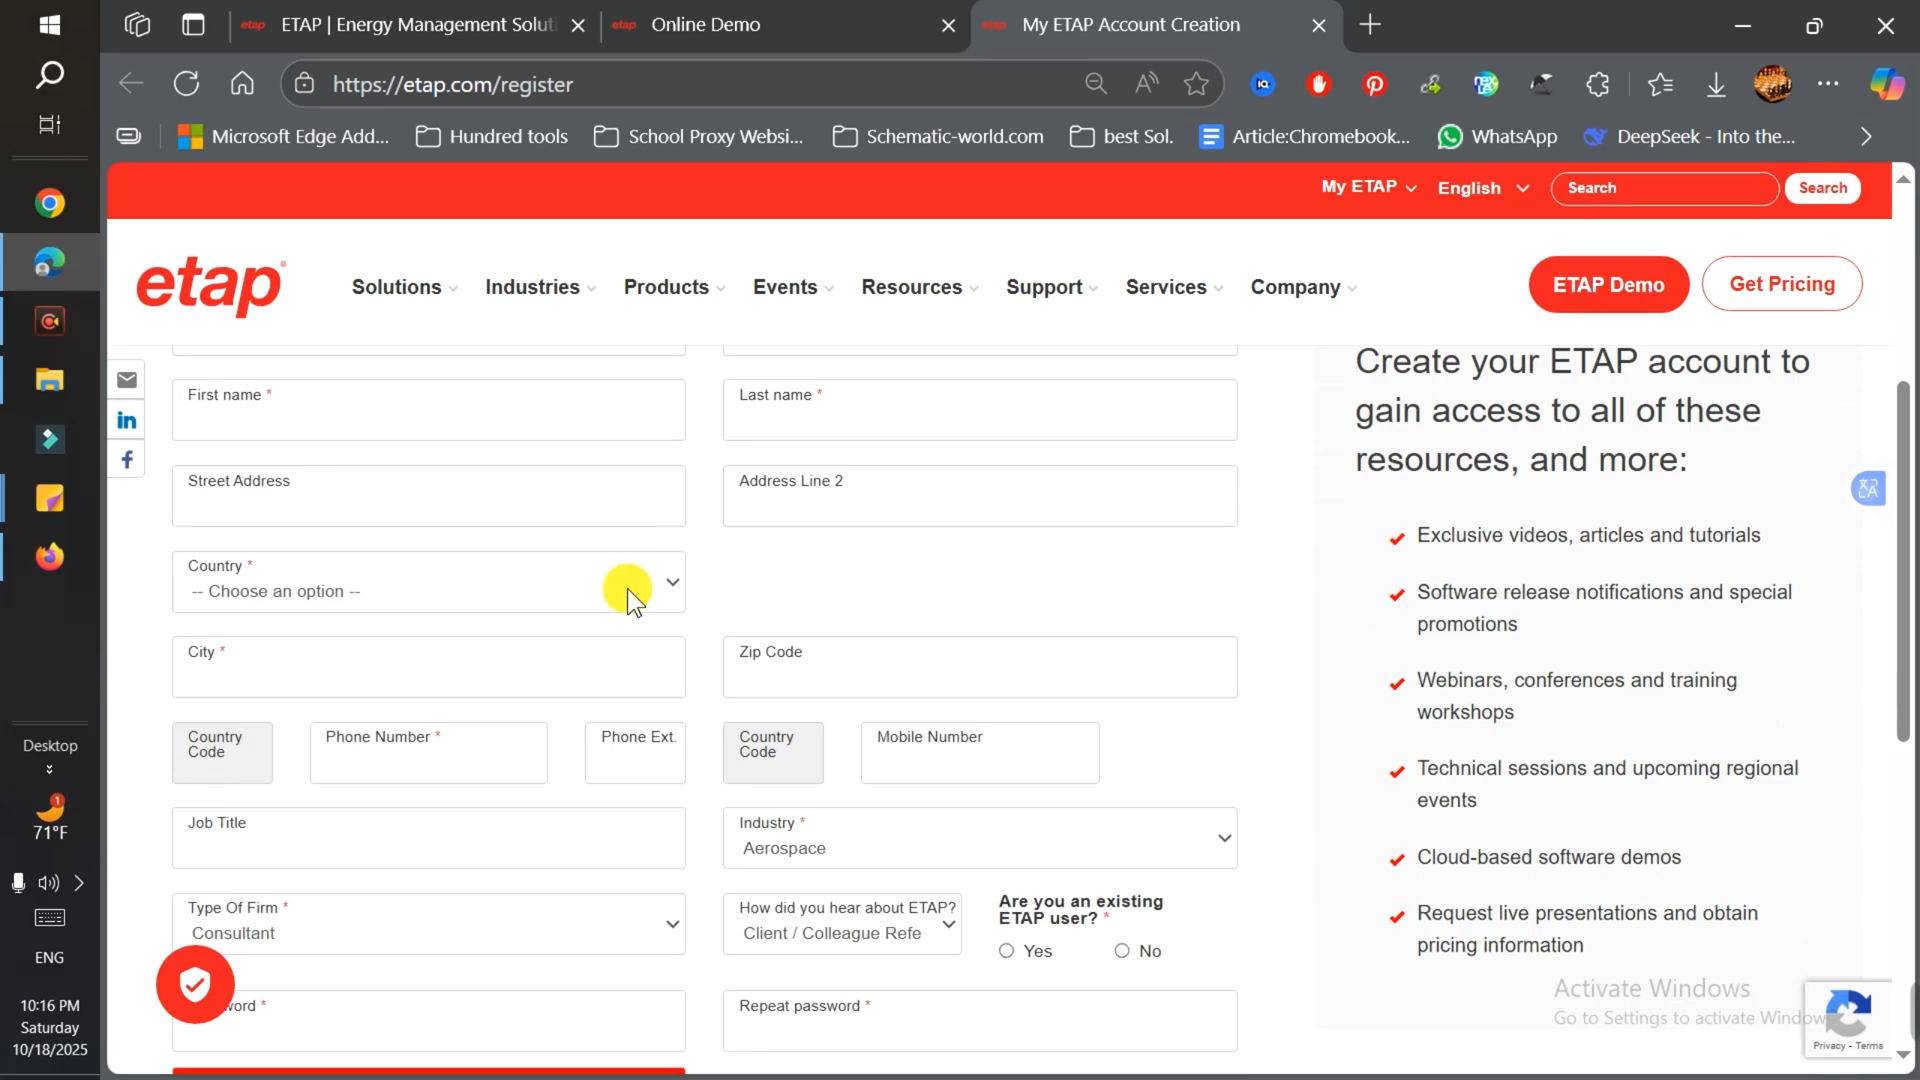 ETAP | Energy Management Soluti
Online Demo
My ETAP Account Creation
https://etap.com/register
Microsoft Edge Add...
Hundred tools
School Proxy Websi...
Schematic-world.com
best Sol.
Article:Chromebook...
WhatsApp
DeepSeek - Into the...
My ETAP
English
Search
Search
etap
Solutions
Industries
Products
Events
Resources
Support
Services
Company
ETAP Demo
Get Pricing
First name *
Last name *
Street Address
Address Line 2
Country *
-- Choose an option --
City *
Zip Code
Country
Code
Phone Number *
Phone Ext.
Country
Code
Mobile Number
Job Title
Industry *
Aerospace
Type Of Firm *
Consultant
How did you hear about ETAP?
Client / Colleague Refe
Are you an existing
ETAP user? *
Yes
No
word *
Repeat password *
Create your ETAP account to
gain access to all of these
resources, and more:
Exclusive videos, articles and tutorials
Software release notifications and special
promotions
Webinars, conferences and training
workshops
Technical sessions and upcoming regional
events
Cloud-based software demos
Request live presentations and obtain
pricing information
Activate Windows
Go to Settings to activate Window
Privacy - Terms
Desktop
1
71°F
ENG
10:16 PM
Saturday
10/18/2025